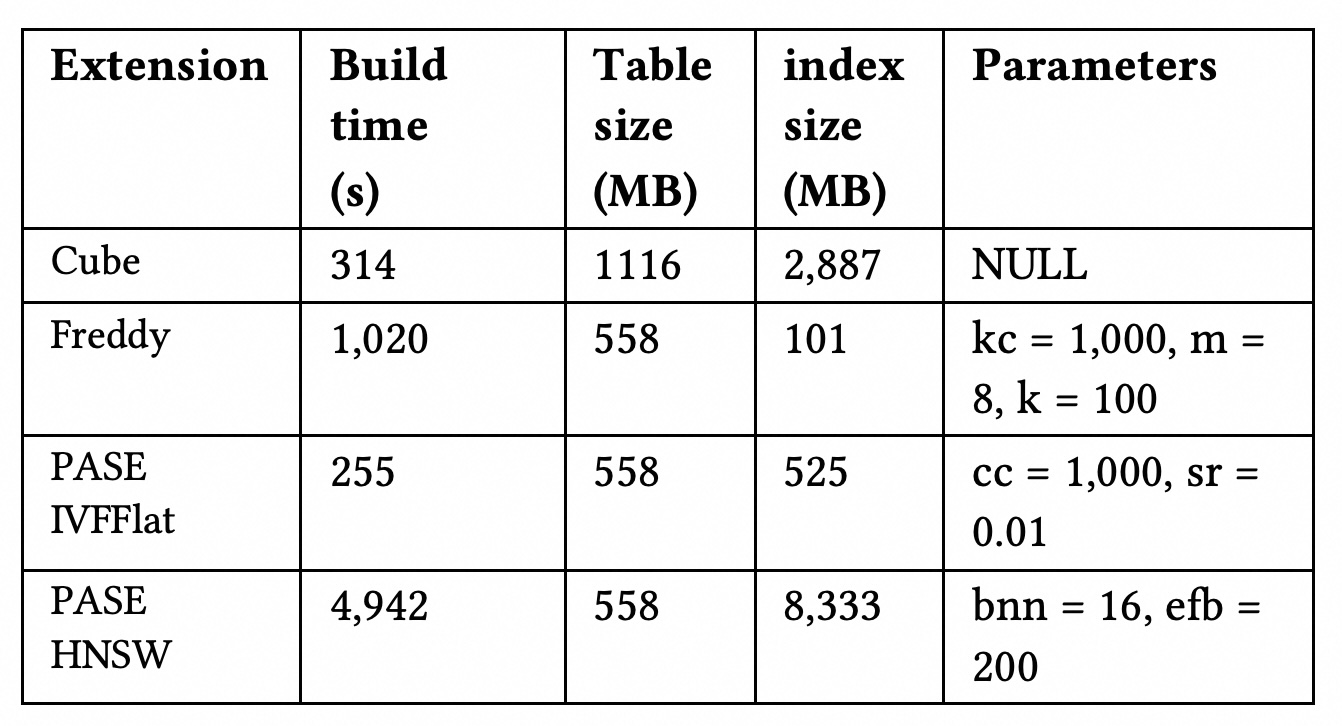 Extension
Build
time
(s)
Table
size
(MB)
index
size
(MB)
Parameters
Cube
314
1116
2,887
NULL
Freddy
1,020
558
101
kc = 1,000, m =
8, k = 100
PASE
IVFFlat
255
558
525
cc = 1,000, sr =
0.01
PASE
HNSW
4,942
558
8,333
bnn = 16, efb =
200